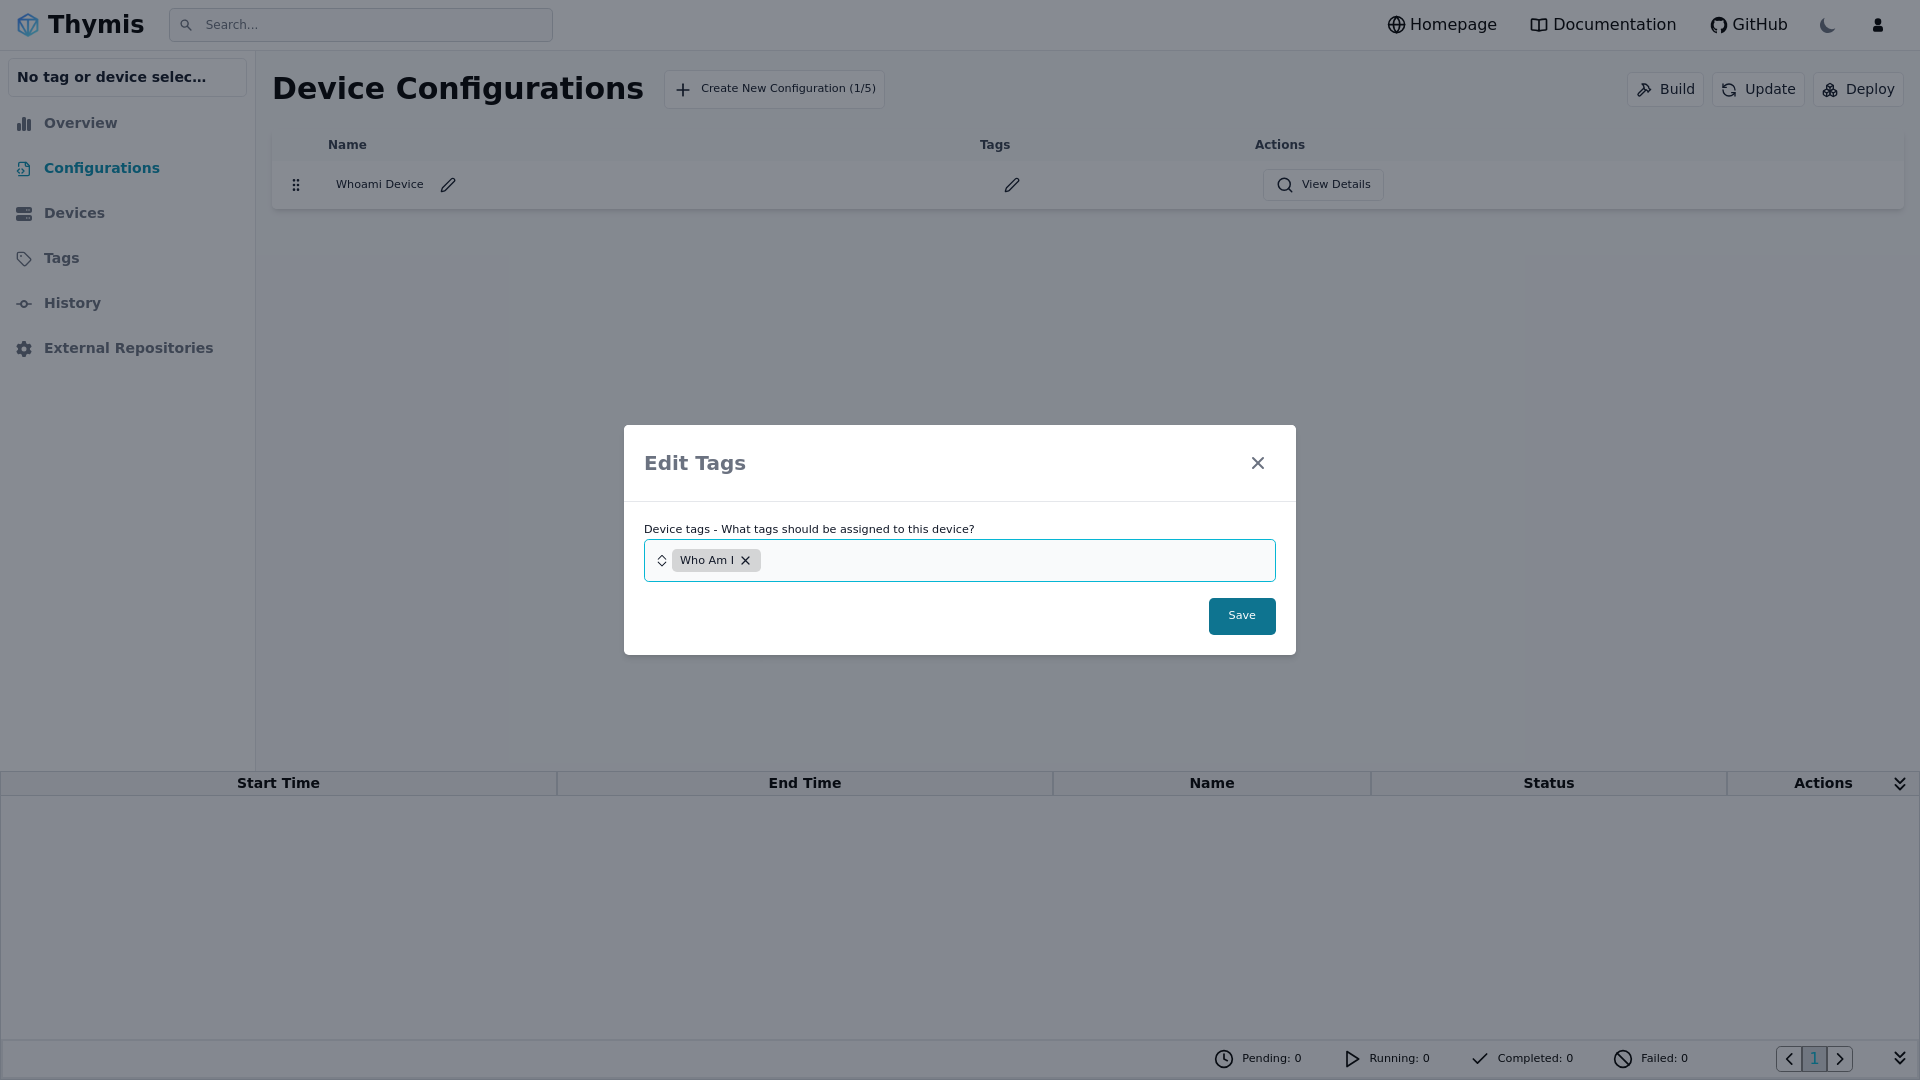 Thymis
Search...
Homepage
Documentation
GitHub
No tag or device selec...
Overview
Configurations
Devices
Tags
History
External Repositories
Device Configurations
Create New Configuration (1/5)
Build
Update
Deploy
Name Tags Actions
Whoami Device
View Details
Edit Tags
Device tags - What tags should be assigned to this device?
Who Am I
Save
Start Time End Time Name Status Actions
Pending: 0 Running: 0 Completed: 0 Failed: 0 1